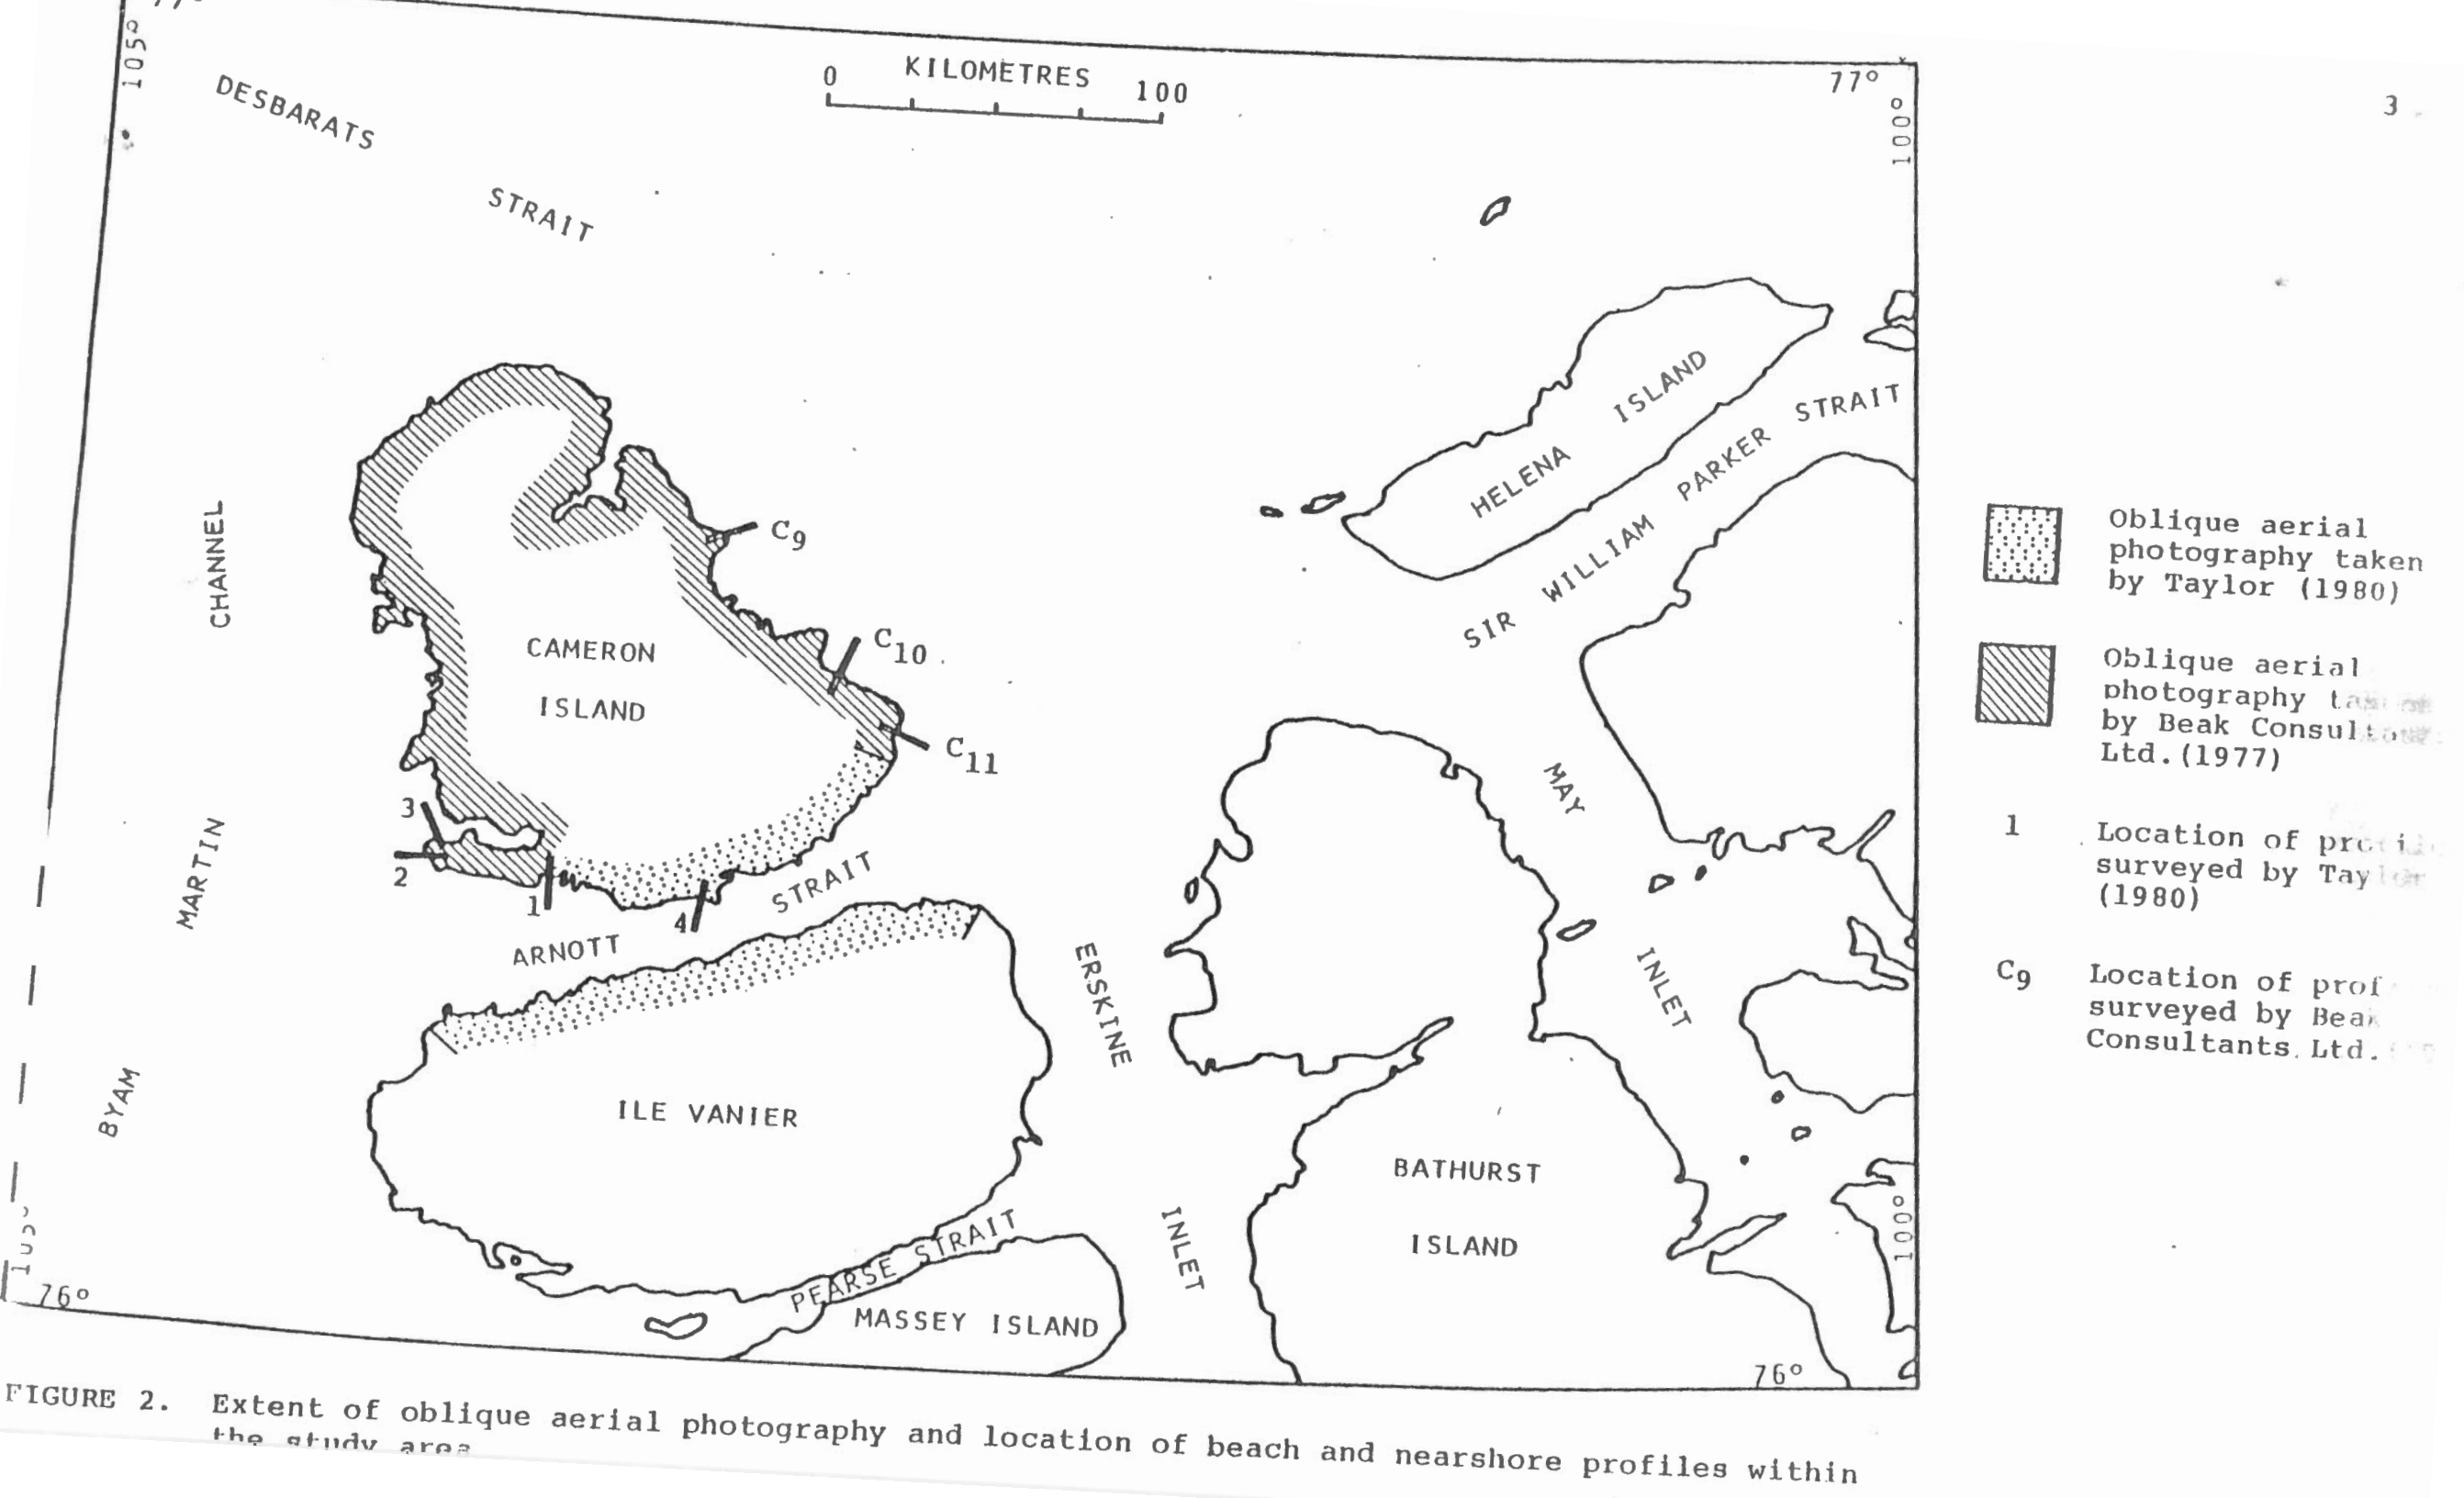 3
77°
105°
KILOMETRES
0 100
77°
100°
DESBARATS
STRAIT
HELENA ISLAND
SIR WILLIAM PARKER STRAIT
CHANNEL
MARTIN
BYAM
C9
C10
C11
CAMERON
ISLAND
3
2
1
4
ARNOTT STRAIT
MAY
INLET
ERSKINE
INLET
ILE VANIER
BATHURST
ISLAND
PEARSE STRAIT
MASSEY ISLAND
76°
100°
76°
Oblique aerial
photography taken
by Taylor (1980)
Oblique aerial
photography
by Beak
Ltd.(1977)
1
Location of
surveyed by
(1980)
C9
Location of
surveyed by
Consultants Ltd.
FIGURE 2. Extent of oblique aerial photography and location of beach and nearshore profiles within
the study area